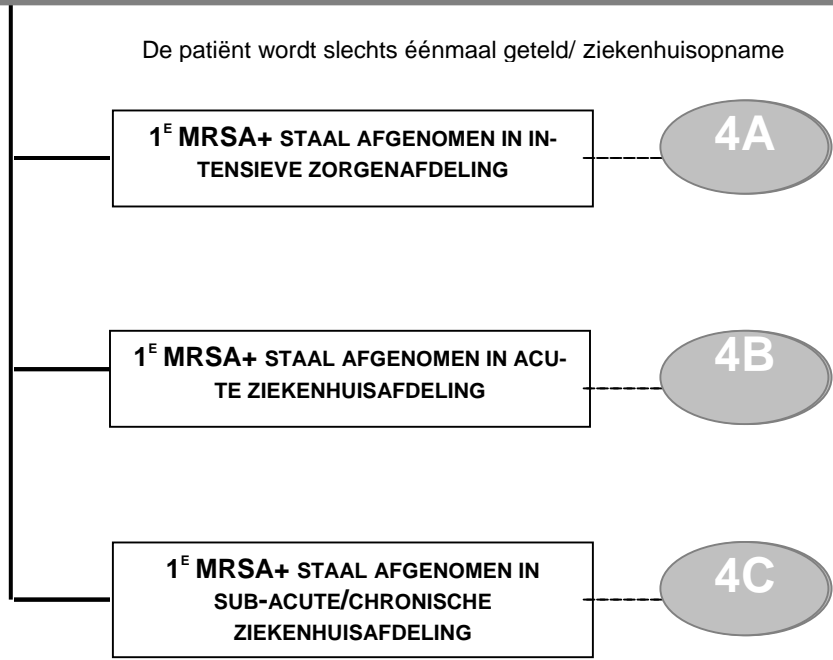 De patiënt wordt slechts éénmaal geteld/ ziekenhuisopname
1E MRSA+ STAAL AFGENOMEN IN IN-
TENSIEVE ZORGENAFDELING
4A
1E MRSA+ STAAL AFGENOMEN IN ACU-
TE ZIEKENHUISAFDELING
4B
1E MRSA+ STAAL AFGENOMEN IN
SUB-ACUTE/CHRONISCHE
ZIEKENHUISAFDELING
4C